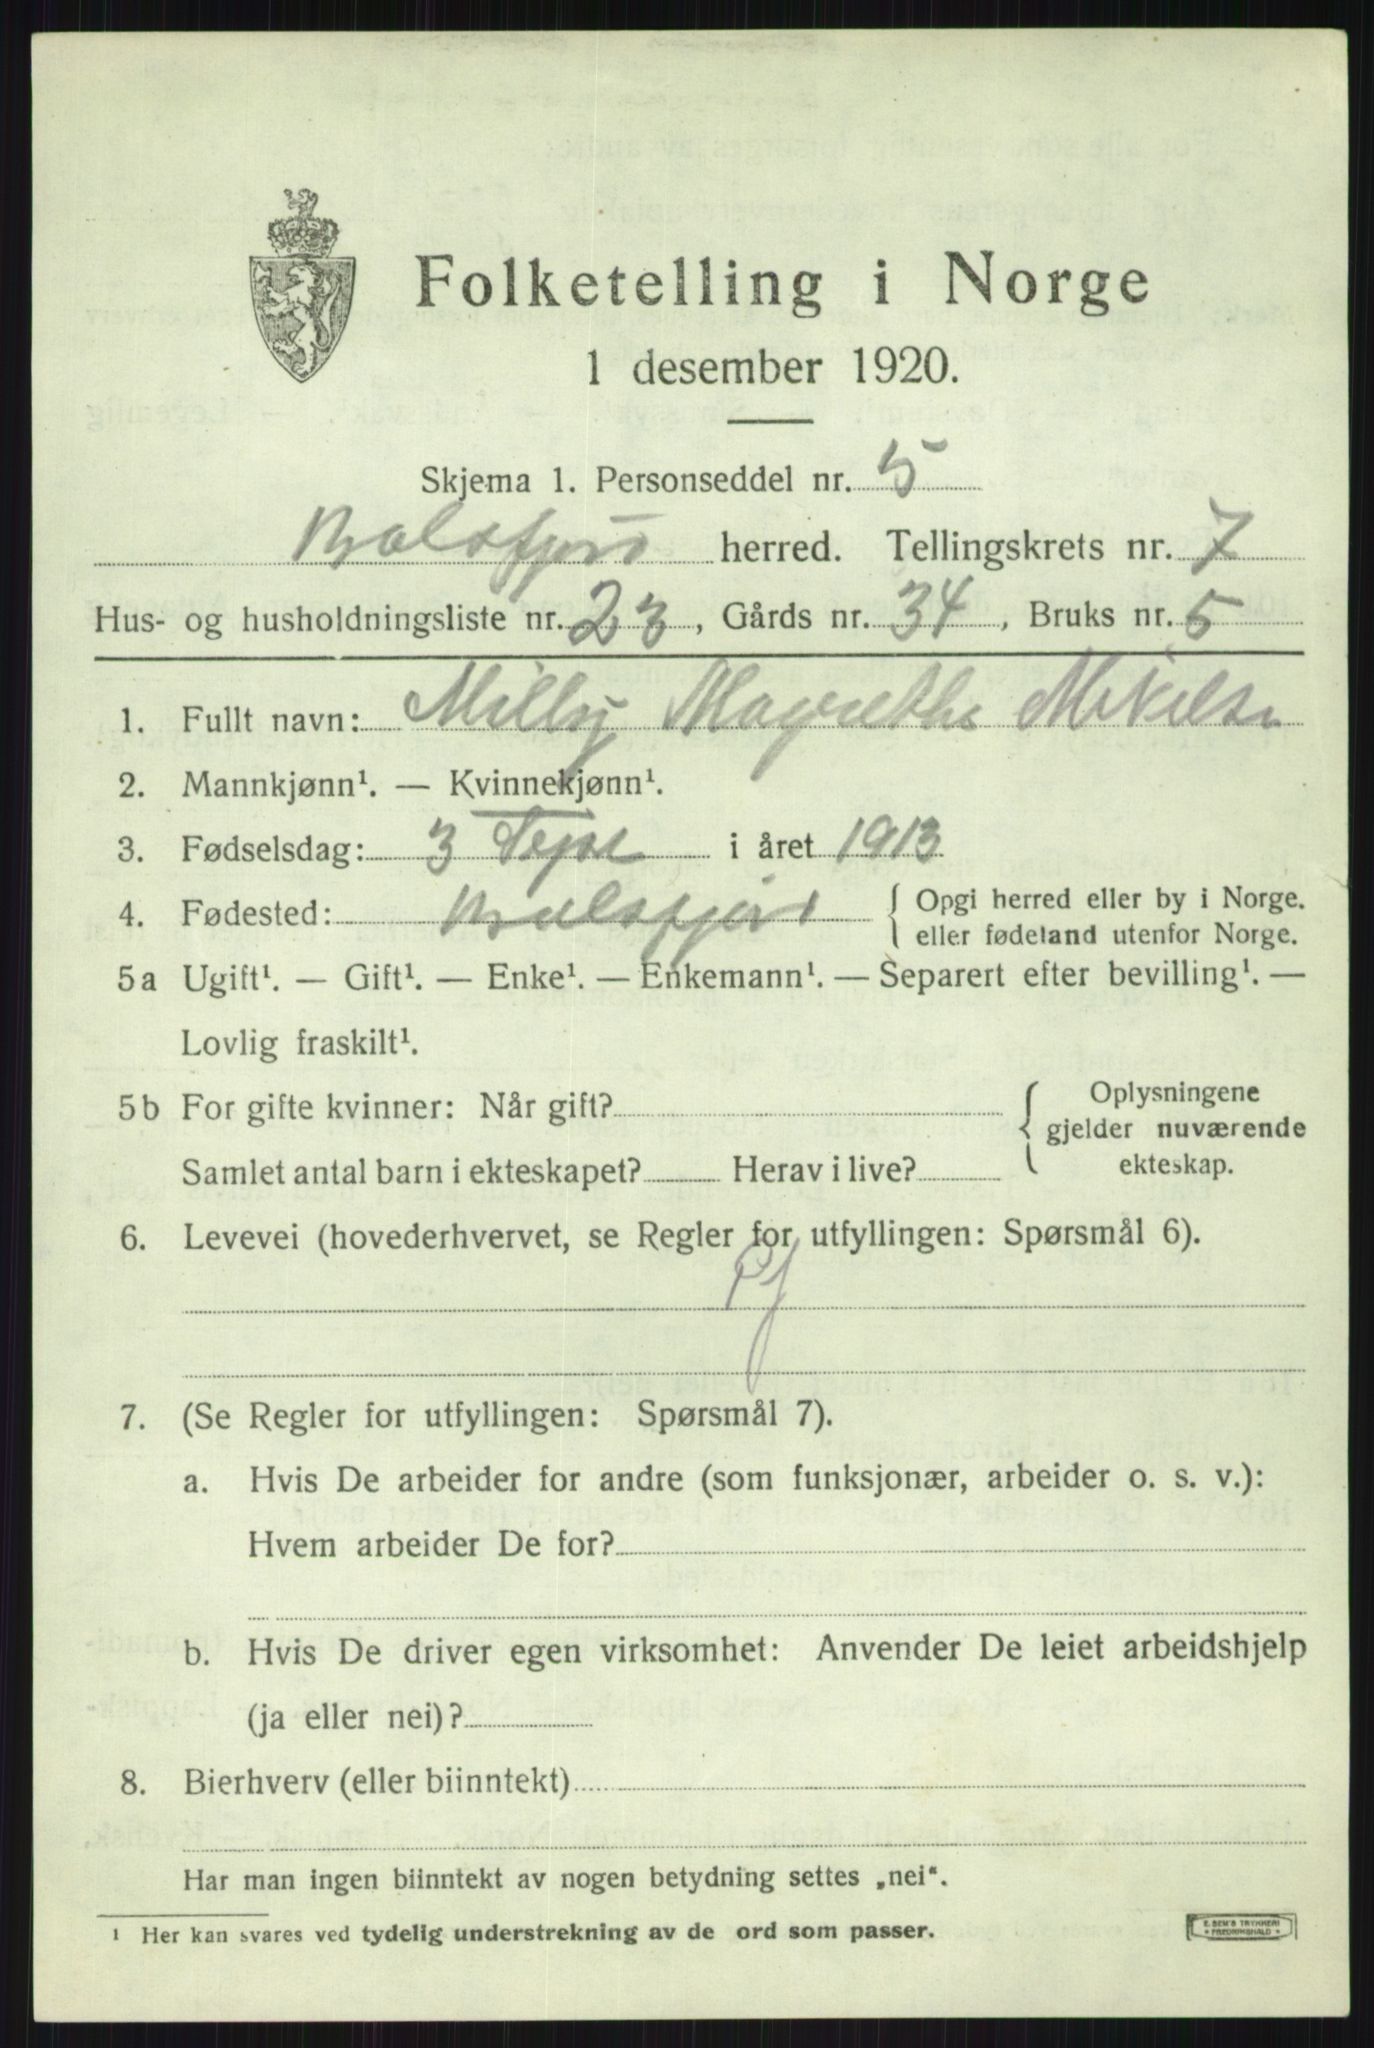 Folketelling i Norge
1 desember 1920.
Skjema 1. Personseddel nr. 5
Balsfjord herred. Tellingskrets nr. 7
Hus- og husholdningsliste nr. 23, Gårds nr. 34, Bruks nr. 5
1. Fullt navn: Milly Magrethe Mikelsn
2. Mannkjønn¹. — Kvinnekjønn¹.
3. Fødselsdag: 3 i året 1913
4. Fødested: Balsfjord { Opgi herred eller by i Norge.
eller fødeland utenfor Norge.
5a Ugift¹. — Gift¹. — Enke¹. — Enkemann¹. — Separert efter bevilling¹. —
Lovlig fraskilt¹.
5b For gifte kvinner: Når gift? { Oplysningene
gjelder nuværende
Samlet antal barn i ekteskapet? Herav i live? ekteskap.
6. Levevei (hovederhvervet, se Regler for utfyllingen: Spørsmål 6).
7. (Se Regler for utfyllingen: Spørsmål 7).
a. Hvis De arbeider for andre (som funksjonær, arbeider o. s. v.):
Hvem arbeider De for?
b. Hvis De driver egen virksomhet: Anvender De leiet arbeidshjelp
(ja eller nei)?
8. Bierhverv (eller biinntekt)
Har man ingen biinntekt av nogen betydning settes „nei“.
¹ Her kan svares ved tydelig understrekning av de ord som passer.
E. SEM'S TRYKKERI
FREDRIKSHALD